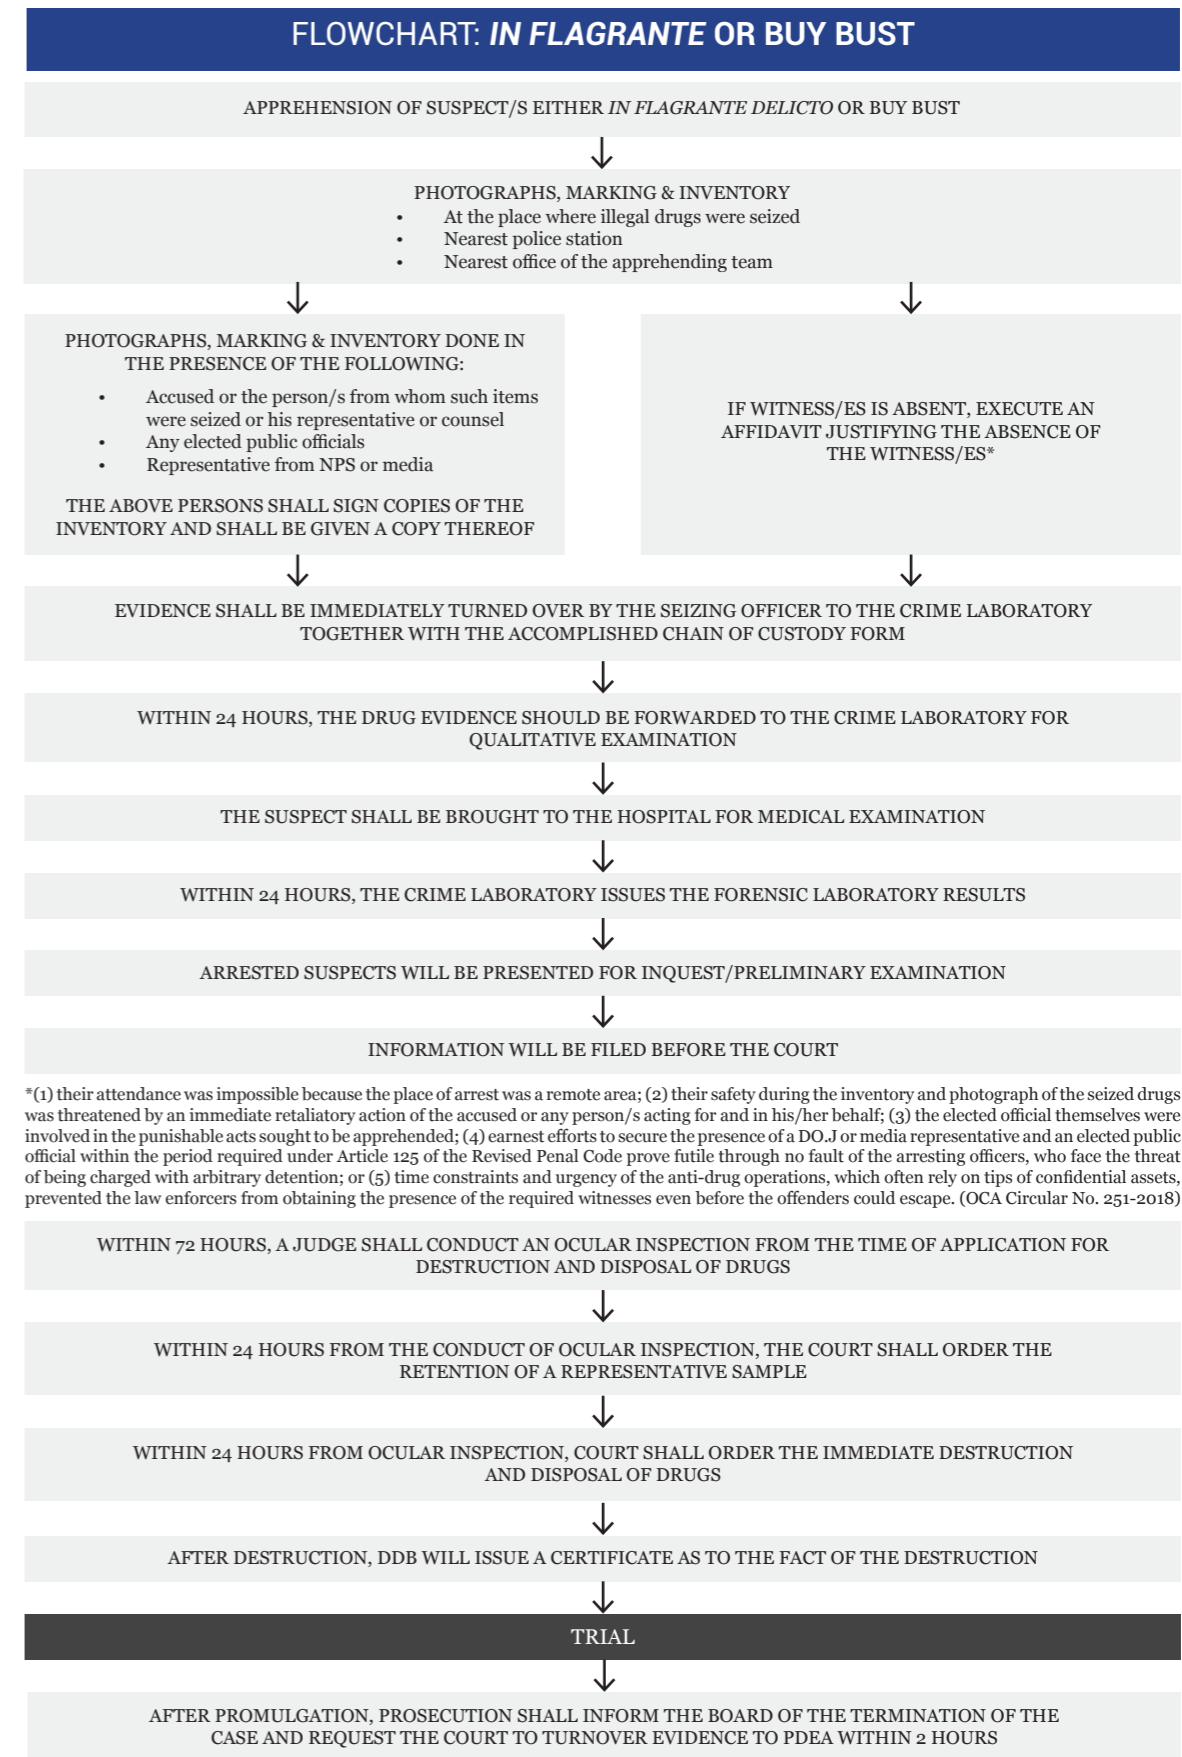 FLOWCHART: IN FLAGRANTE OR BUY BUST
APPREHENSION OF SUSPECT/S EITHER IN FLAGRANTE DELICTO OR BUY BUST
PHOTOGRAPHS, MARKING & INVENTORY
• At the place where illegal drugs were seized
• Nearest police station
• Nearest office of the apprehending team
PHOTOGRAPHS, MARKING & INVENTORY DONE IN
THE PRESENCE OF THE FOLLOWING:
• Accused or the person/s from whom such items
were seized or his representative or counsel
• Any elected public officials
• Representative from NPS or media
THE ABOVE PERSONS SHALL SIGN COPIES OF THE
INVENTORY AND SHALL BE GIVEN A COPY THEREOF
IF WITNESS/ES IS ABSENT, EXECUTE AN
AFFIDAVIT JUSTIFYING THE ABSENCE OF
THE WITNESS/ES*
EVIDENCE SHALL BE IMMEDIATELY TURNED OVER BY THE SEIZING OFFICER TO THE CRIME LABORATORY
TOGETHER WITH THE ACCOMPLISHED CHAIN OF CUSTODY FORM
WITHIN 24 HOURS, THE DRUG EVIDENCE SHOULD BE FORWARDED TO THE CRIME LABORATORY FOR
QUALITATIVE EXAMINATION
THE SUSPECT SHALL BE BROUGHT TO THE HOSPITAL FOR MEDICAL EXAMINATION
WITHIN 24 HOURS, THE CRIME LABORATORY ISSUES THE FORENSIC LABORATORY RESULTS
ARRESTED SUSPECTS WILL BE PRESENTED FOR INQUEST/PRELIMINARY EXAMINATION
INFORMATION WILL BE FILED BEFORE THE COURT
*(1) their attendance was impossible because the place of arrest was a remote area; (2) their safety during the inventory and photograph of the seized drugs
was threatened by an immediate retaliatory action of the accused or any person/s acting for and in his/her behalf; (3) the elected official themselves were
involved in the punishable acts sought to be apprehended; (4) earnest efforts to secure the presence of a DO.J or media representative and an elected public
official within the period required under Article 125 of the Revised Penal Code prove futile through no fault of the arresting officers, who face the threat
of being charged with arbitrary detention; or (5) time constraints and urgency of the anti-drug operations, which often rely on tips of confidential assets,
prevented the law enforcers from obtaining the presence of the required witnesses even before the offenders could escape. (OCA Circular No. 251-2018)
WITHIN 72 HOURS, A JUDGE SHALL CONDUCT AN OCULAR INSPECTION FROM THE TIME OF APPLICATION FOR
DESTRUCTION AND DISPOSAL OF DRUGS
WITHIN 24 HOURS FROM THE CONDUCT OF OCULAR INSPECTION, THE COURT SHALL ORDER THE
RETENTION OF A REPRESENTATIVE SAMPLE
WITHIN 24 HOURS FROM OCULAR INSPECTION, COURT SHALL ORDER THE IMMEDIATE DESTRUCTION
AND DISPOSAL OF DRUGS
AFTER DESTRUCTION, DDB WILL ISSUE A CERTIFICATE AS TO THE FACT OF THE DESTRUCTION
TRIAL
AFTER PROMULGATION, PROSECUTION SHALL INFORM THE BOARD OF THE TERMINATION OF THE
CASE AND REQUEST THE COURT TO TURNOVER EVIDENCE TO PDEA WITHIN 2 HOURS